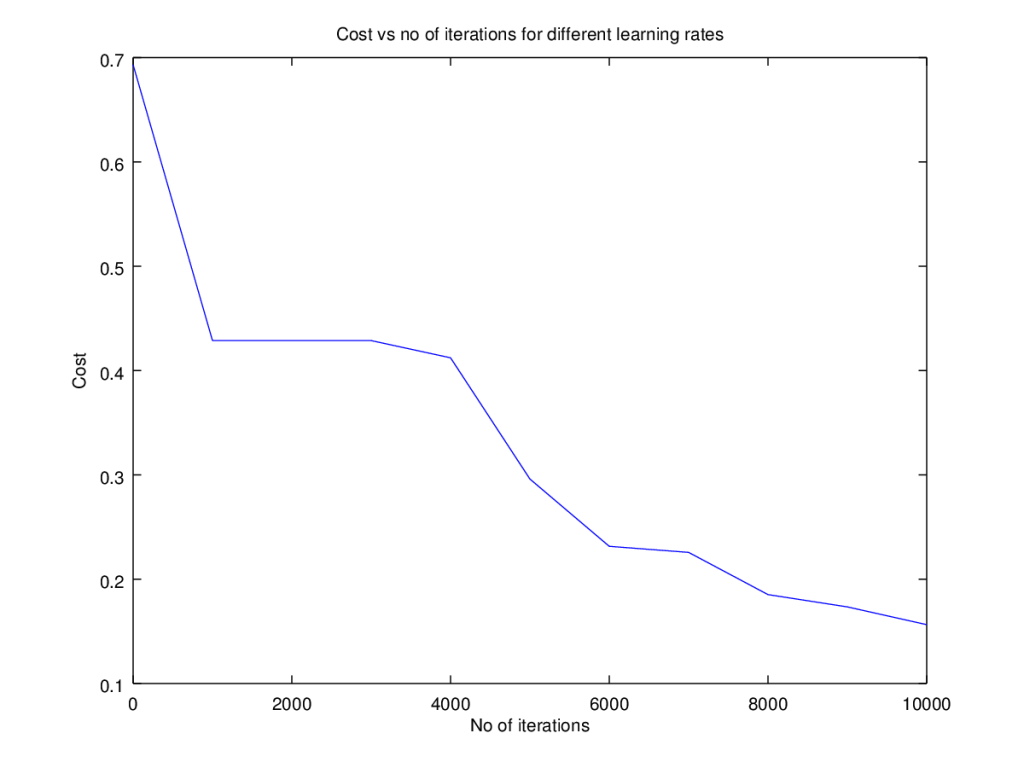 Cost vs no of iterations for different learning rates
0.7
0.6
0.5
0.4
0.3
0.2
0.1
Cost
0 2000 4000 6000 8000 10000
No of iterations